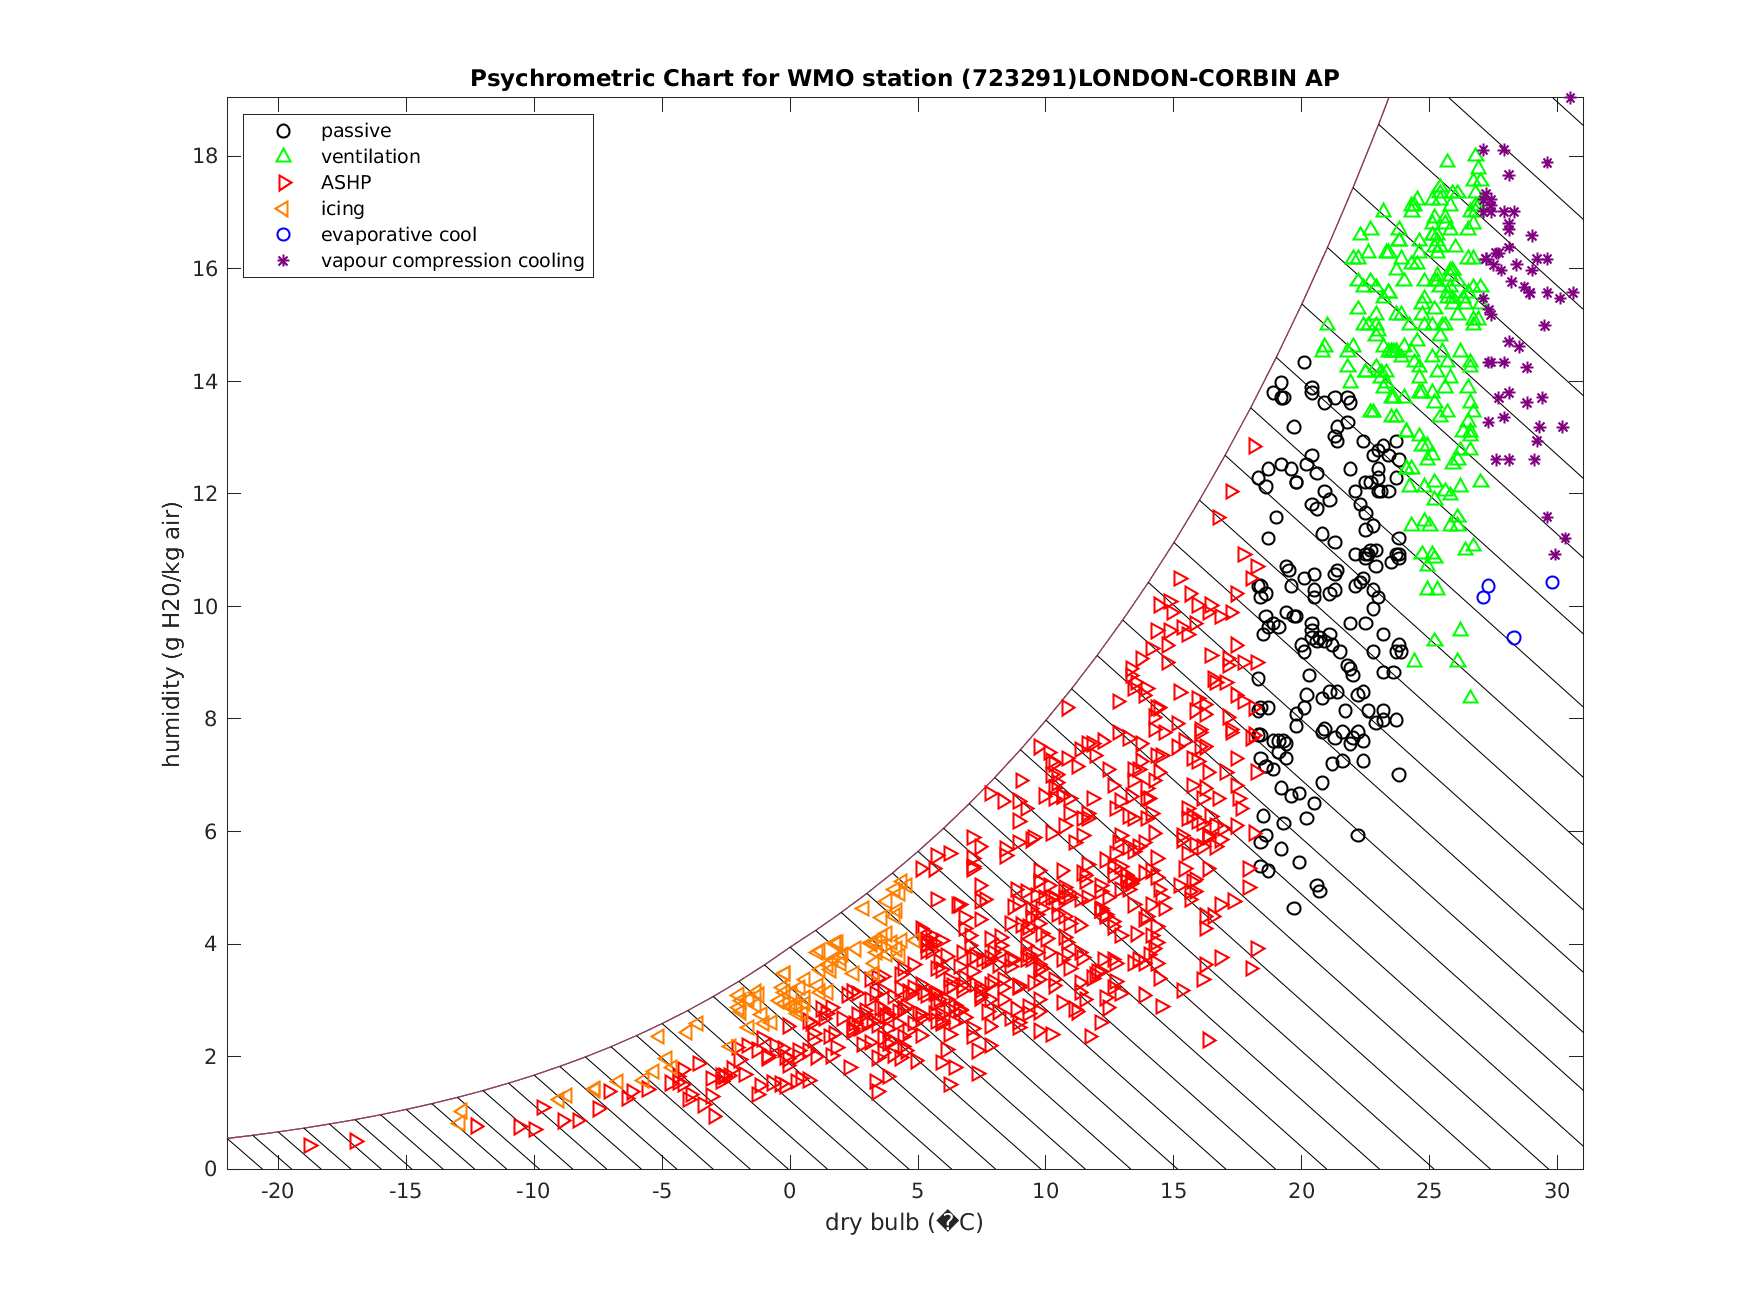 Psychrometric Chart for WMO station (723291)LONDON-CORBIN AP
passive
ventilation
ASHP
icing
evaporative cool
vapour compression cooling
humidity (g H20/kg air)
18
16
14
12
10
8
6
4
2
0
-20 -15 -10 -5 0 5 10 15 20 25 30
dry bulb (�C)